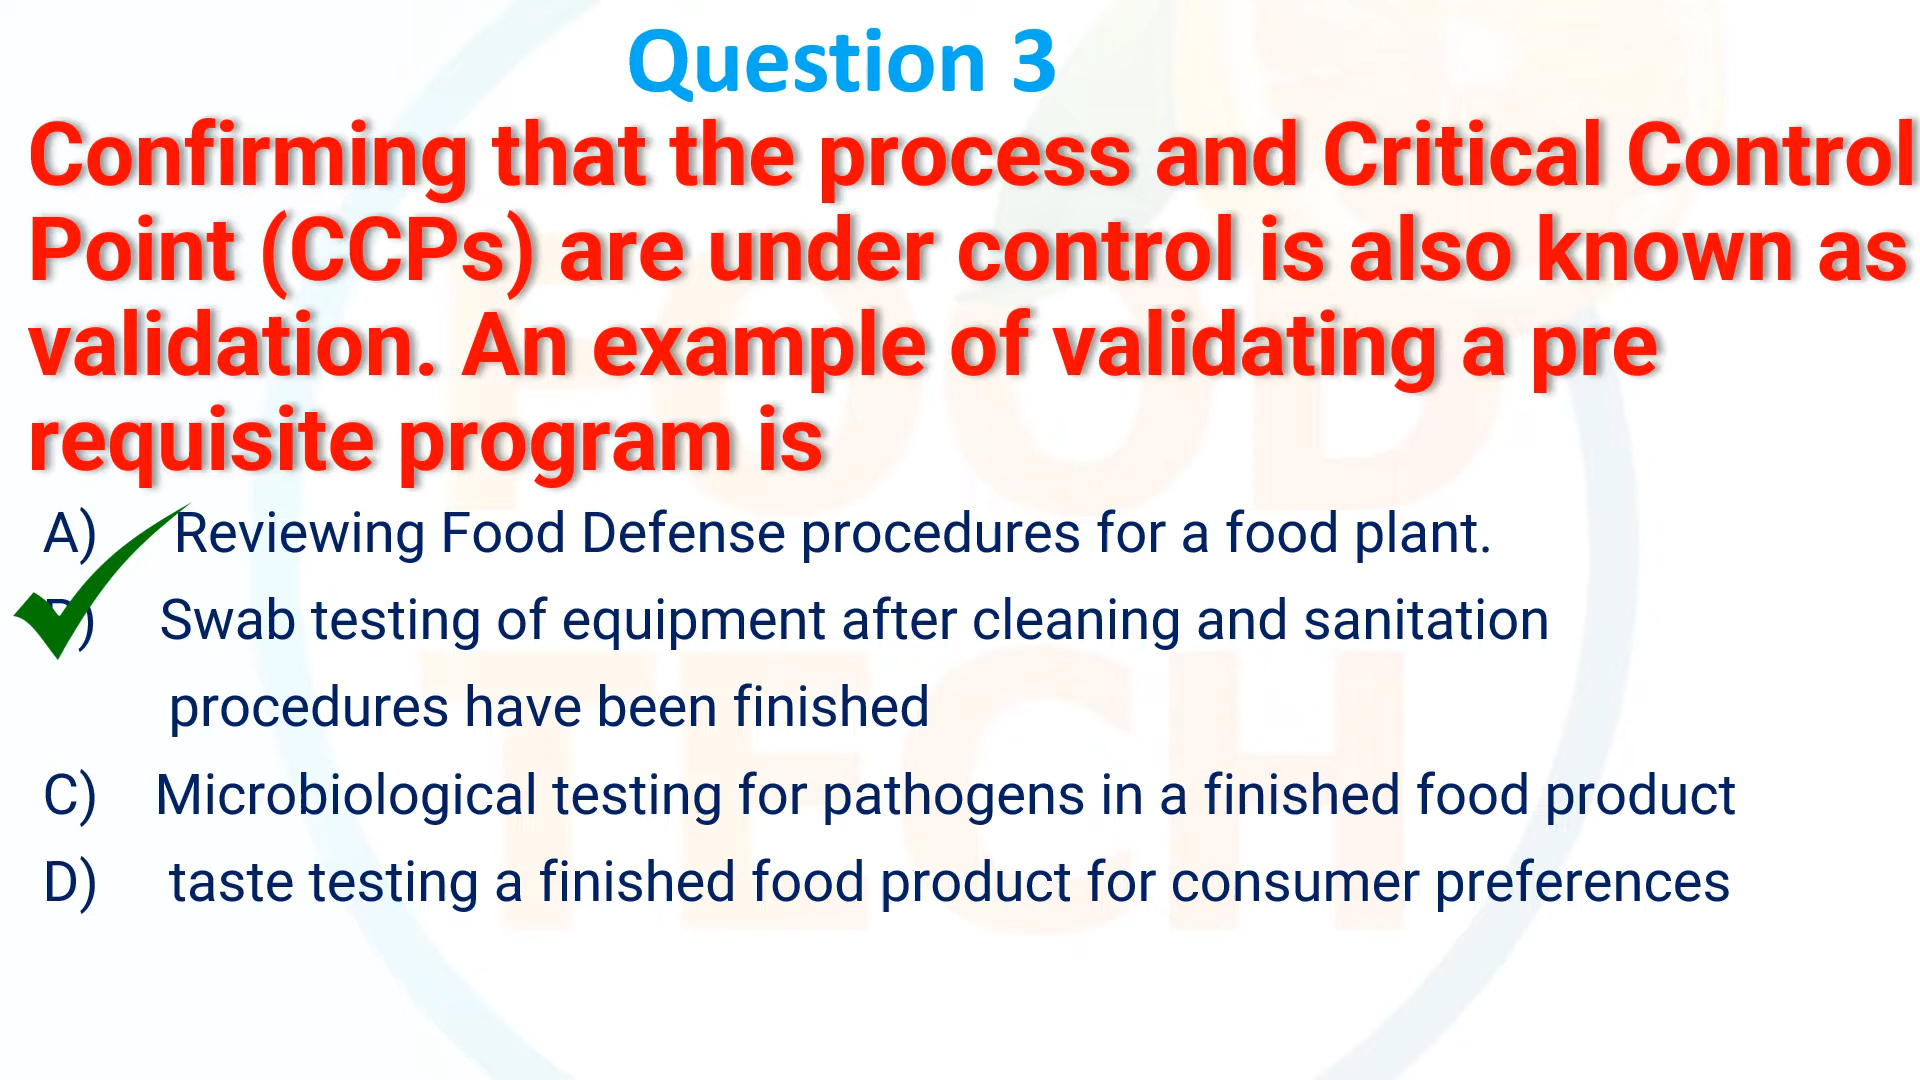 Question 3
Confirming that the process and Critical Control
Point (CCPs) are under control is also known as
validation. An example of validating a pre
requisite program is
A) Reviewing Food Defense procedures for a food plant.
B) Swab testing of equipment after cleaning and sanitation
procedures have been finished
C) Microbiological testing for pathogens in a finished food product
D) taste testing a finished food product for consumer preferences
FOOD
TECH